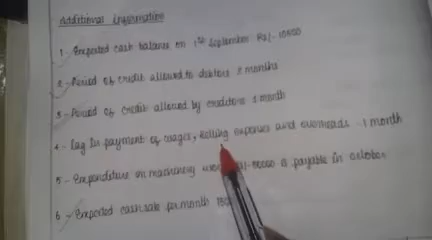 Additional information
1 - Expected cash balance on 1st September Rs/- 10500
2 - Period of credit allowed to debtors 2 months
3 - Period of credit allowed by creditors 1 month
4 - Lag in payment of wages, selling expenses and overheads - 1 month
5 - Expenditure on machinery is payable in october
6 - Expected cash sale per month